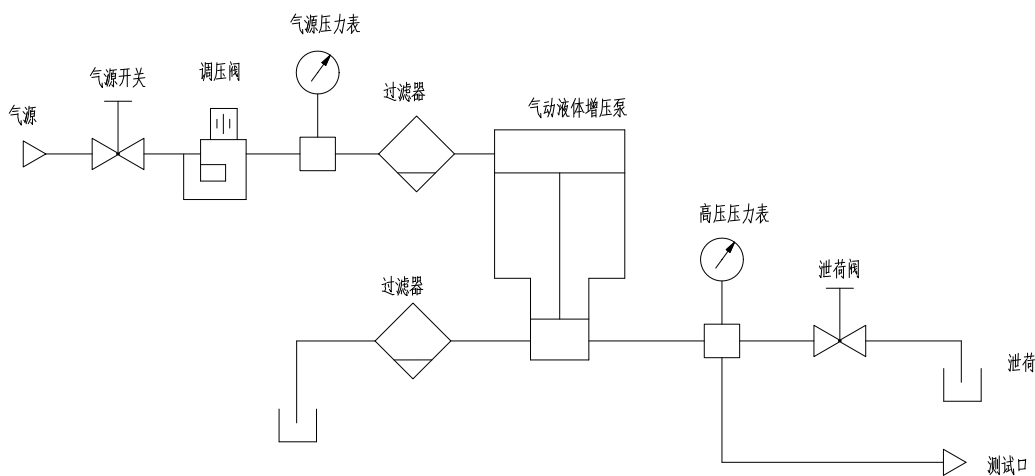 气源
气源开关
调压阀
气源压力表
过滤器
气动液体增压泵
过滤器
高压压力表
泄荷阀
泄荷
测试口